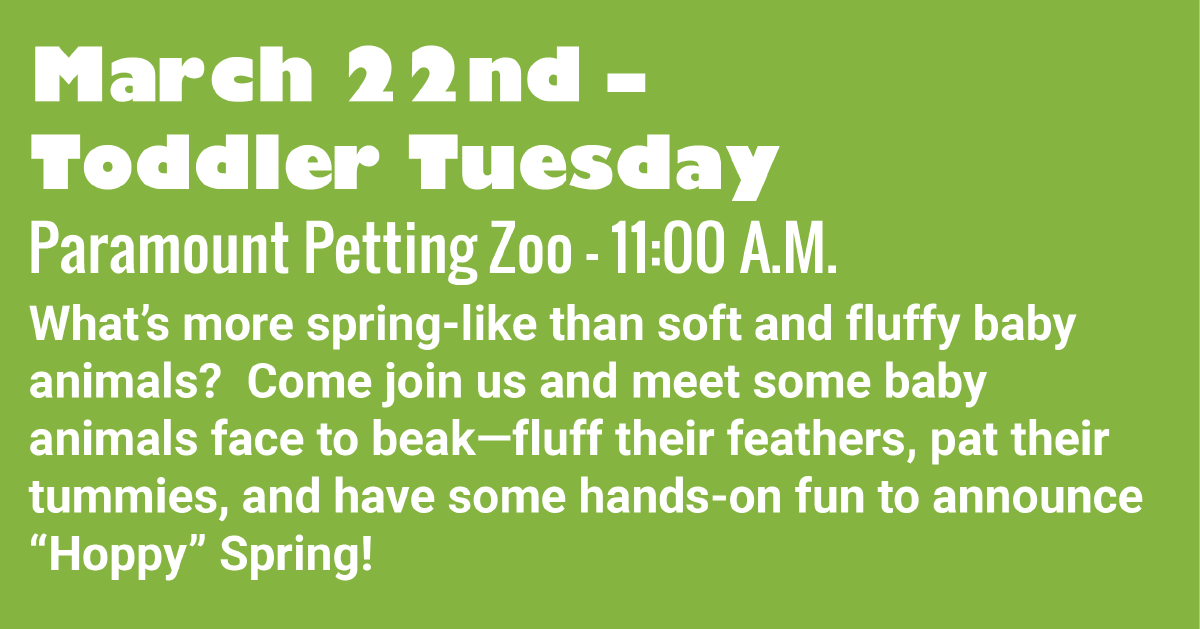 March 22nd –
Toddler Tuesday
Paramount Petting Zoo - 11:00 A.M.
What’s more spring-like than soft and fluffy baby
animals?  Come join us and meet some baby
animals face to beak—fluff their feathers, pat their
tummies, and have some hands-on fun to announce
“Hoppy” Spring!